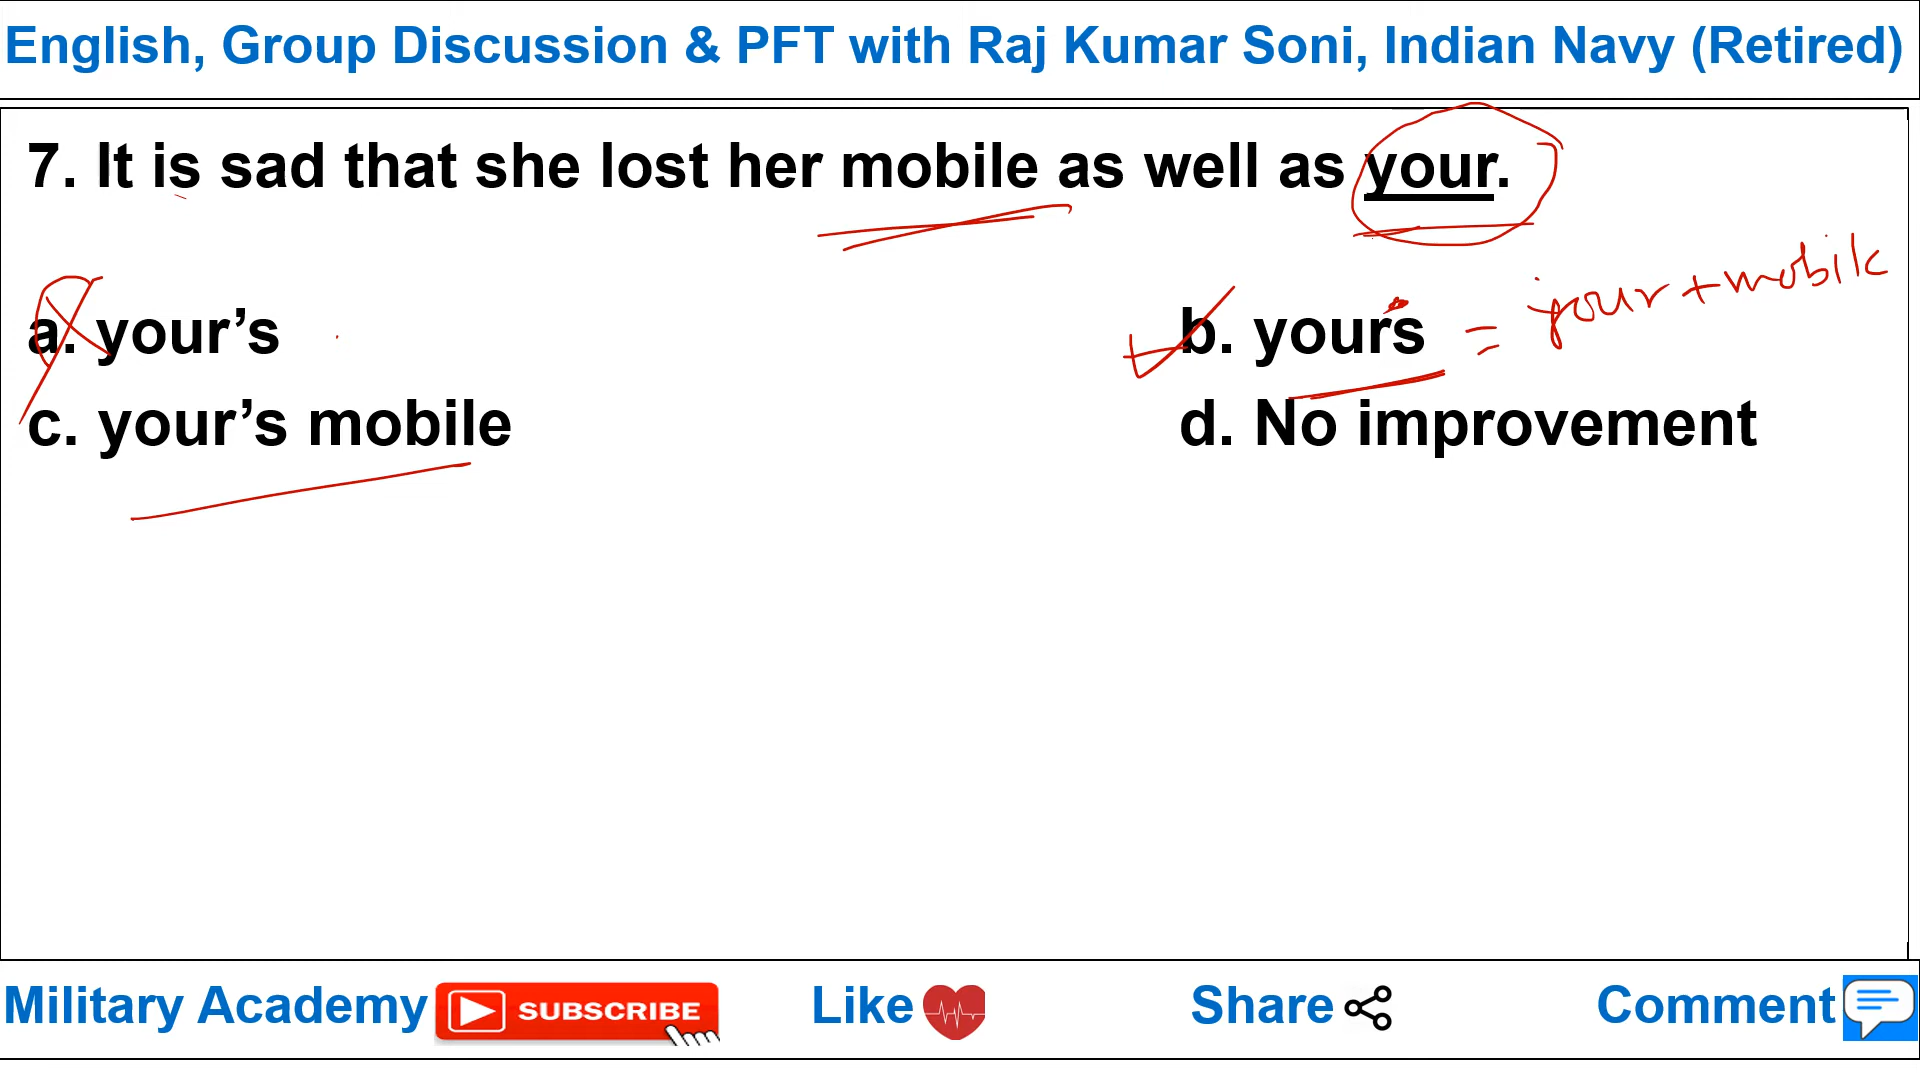 English, Group Discussion & PFT with Raj Kumar Soni, Indian Navy (Retired)
7. It is sad that she lost her mobile as well as your.
a. your’s
b. yours = your + mobile
c. your’s mobile
d. No improvement
Military Academy SUBSCRIBE Like Share Comment